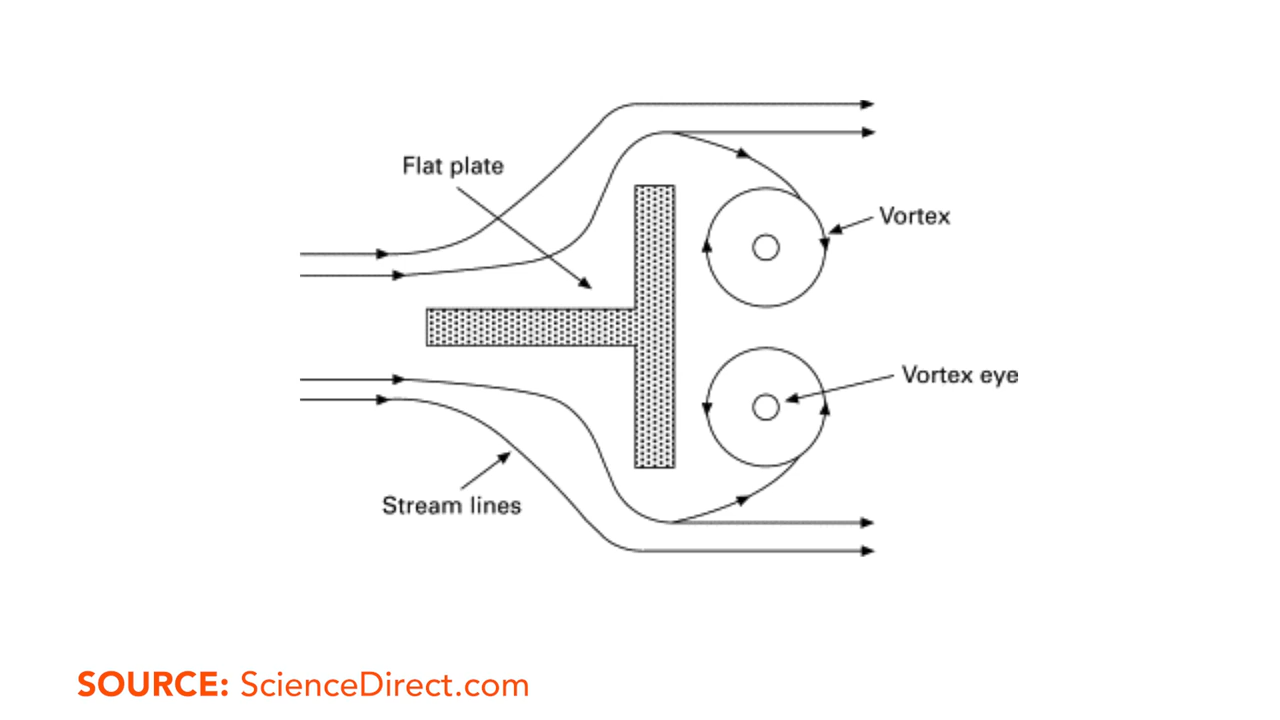 Flat plate
Vortex
Vortex eye
Stream lines
SOURCE: ScienceDirect.com